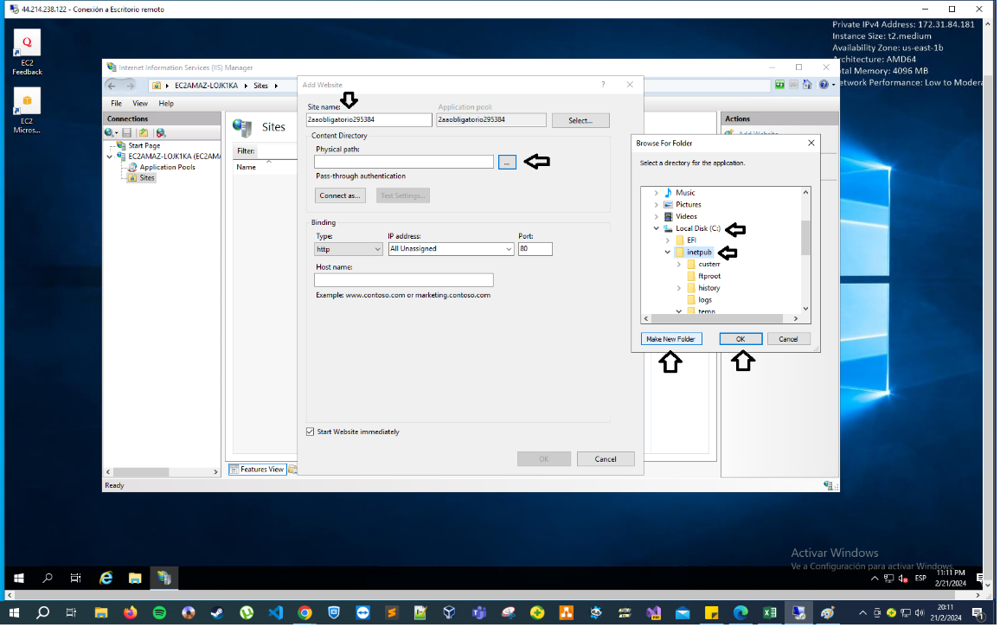 44.214.238.122 - Conexión a Escritorio remoto
Private IPv4 Address: 172.31.84.181
Instance Size: t2.medium
Availability Zone: us-east-1b
Architecture: AMD64
Total Memory: 4096 MB
Network Performance: Low to Modera
EC2
Feedback
EC2
Micros...
Internet Information Services (IIS) Manager
EC2AMAZ-LOJK1KA
Sites
File
View
Help
Connections
Start Page
EC2AMAZ-LOJK1KA (EC2AMA
Application Pools
Sites
Sites
Filter:
Name
Features View
Ready
Actions
Add Website
Add Website
?
Site name:
Application pool:
2aaobligatorio295384
2aaobligatorio295384
Select...
Content Directory
Physical path:
...
Pass-through authentication
Connect as...
Test Settings...
Binding
Type:
IP address:
Port:
http
All Unassigned
80
Host name:
Example: www.contoso.com or marketing.contoso.com
Start Website immediately
OK
Cancel
Browse For Folder
Select a directory for the application.
Music
Pictures
Videos
Local Disk (C:)
EFI
inetpub
custerr
ftproot
history
logs
temp
Make New Folder
OK
Cancel
Activar Windows
Ve a Configuración para activar Windows.
ESP
11:11 PM
2/21/2024
20:11
21/2/2024